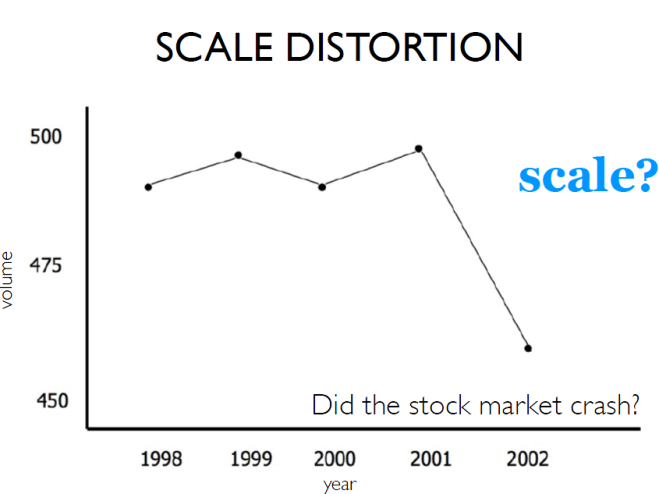 SCALE DISTORTION
500
scale?
475
volume
450
Did the stock market crash?
1998 1999 2000 2001 2002
year